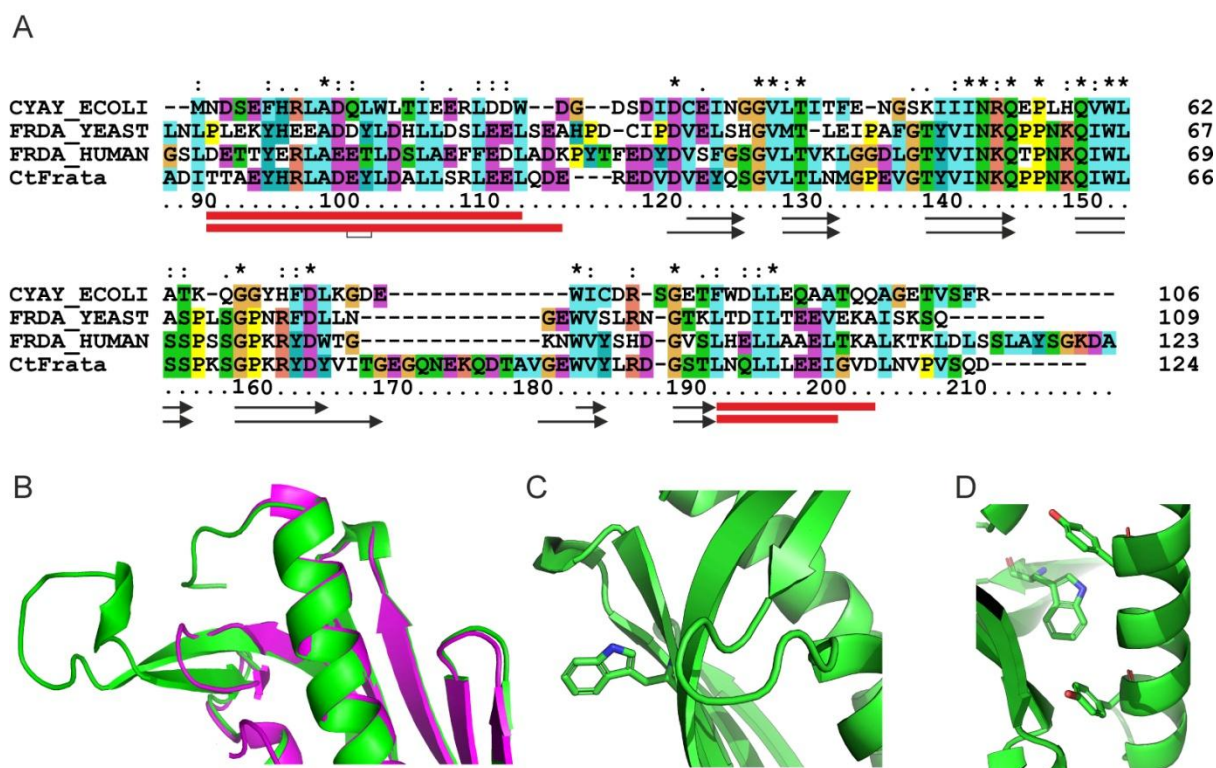 A
: : : *:: : . ::: * . ** * .. : :** * * :* **
CYAY_ECOLI --MNDSEFHRLADQLWLTIEERLDDW--DG--DSDIDCEINGGVLTITFE-NGSKIIINRQEPLHQVWL 62
FRDA_YEAST LNLPLEKYHEEADDYLDHLLDSLEELSEAHPD-CIPDVELSHGVMT-LEIPAFGTYVINKQPPNKQIWL 67
FRDA_HUMAN GSLDETTYERLAEETLDSLAEFFEDLADKPYTFEDYDVSFGSGVLTVKLGGDLGTYVINKQTPNKQIWL 69
CtFrata ADITTAEYHRLADEYLDALLSRLEELQDE---REDVDVEYQSGVLTLNMGPEVGTYVINKQPPNKQIWL 66
...90.......100.......110.......120.......130.......140.......150...
:: .* :: * *: : * .: :: *
CYAY_ECOLI ATK-QGGYHFDLKGDE-------------WICDR-SGETFWDLLEQAATQQAGETVSFR--------- 106
FRDA_YEAST ASPLSGPNRFDLLN-------------GEWVSLRN-GTKLTDILTEEVEKAISKSQ--------- 109
FRDA_HUMAN SSPSSGPKRYDWTG-------------KNWVYSHD-GVSLHELLAAELTKALKTKLDLSSLAYSGKDA 123
CtFrata SSPKSGPKRYDYVITGEGQNEKQDTAVGEWVYLRD-GSTLNQLLLEEIGVDLNVPVSQD--------- 124
.....160.......170.......180.......190.......200.......210.........
B
C
D